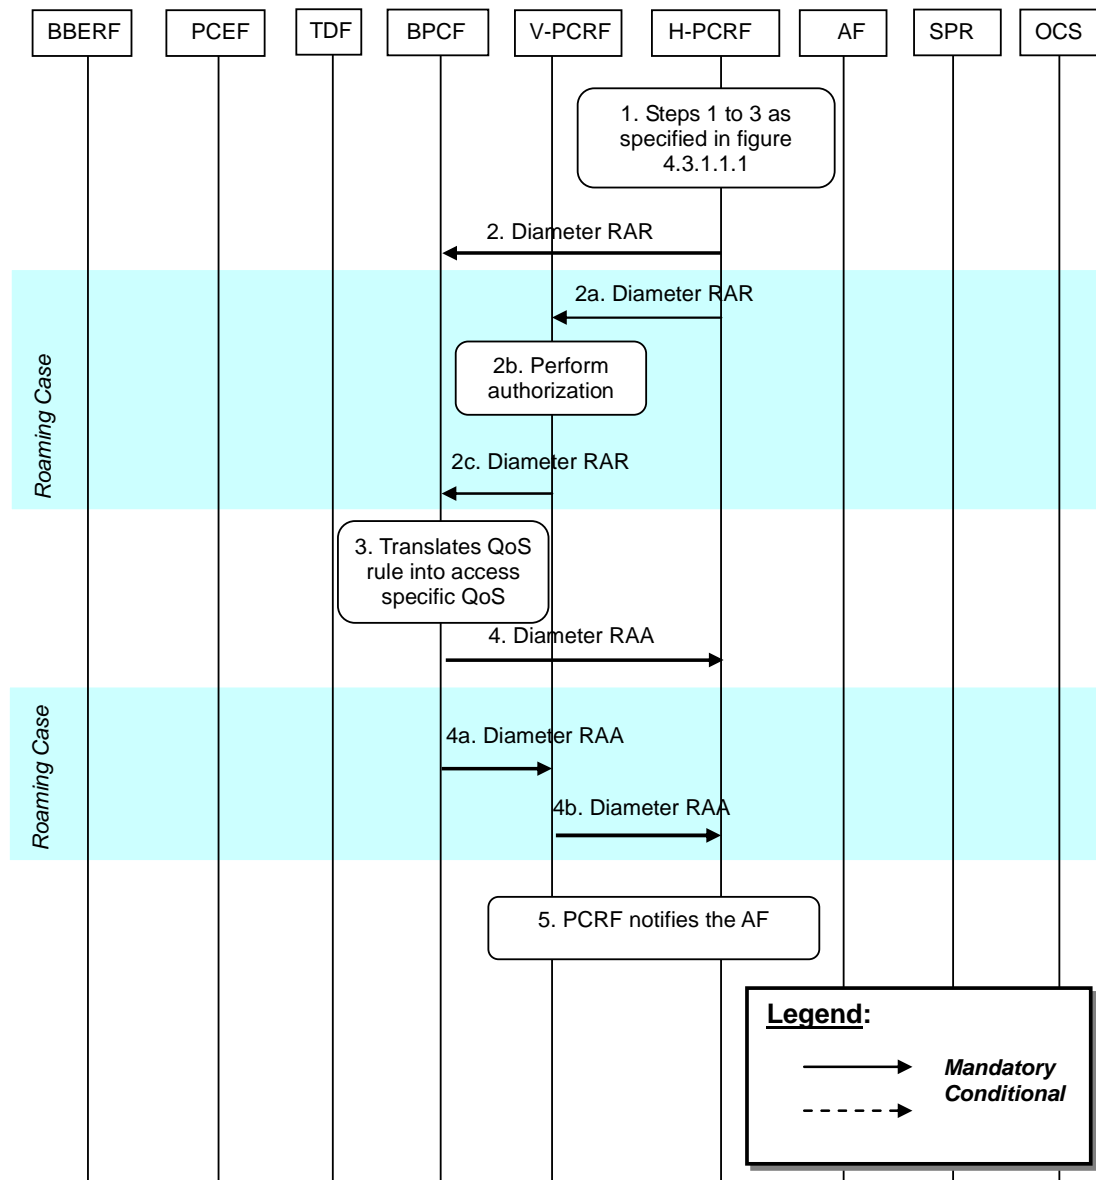 BBERF PCEF TDF BPCF V-PCRF H-PCRF AF SPR OCS
1. Steps 1 to 3 as
specified in figure
4.3.1.1.1
2. Diameter RAR
2a. Diameter RAR
Roaming Case
2b. Perform
authorization
2c. Diameter RAR
3. Translates QoS
rule into access
specific QoS
4. Diameter RAA
Roaming Case
4a. Diameter RAA
4b. Diameter RAA
5. PCRF notifies the AF
Legend:
Mandatory
Conditional